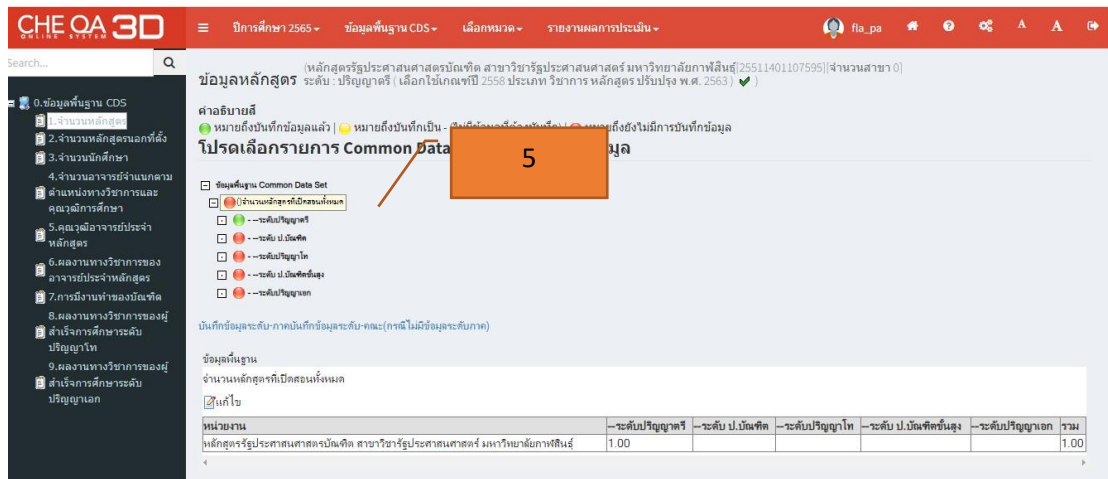 CHE QA 3D
ONLINE SYSTEM
ปีการศึกษา 2565 ข้อมูลพื้นฐาน CDS เลือกหมวด รายงานผลการประเมิน fla_pa A A
Search...
0.ข้อมูลพื้นฐาน CDS
1.จำนวนหลักสูตร
2.จำนวนหลักสูตรนอกที่ตั้ง
3.จำนวนนักศึกษา
4.จำนวนอาจารย์จำแนกตาม
ตำแหน่งทางวิชาการและ
คุณวุฒิการศึกษา
5.คุณวุฒิอาจารย์ประจำ
หลักสูตร
6.ผลงานทางวิชาการของ
อาจารย์ประจำหลักสูตร
7.การมีงานทำของบัณฑิต
8.ผลงานทางวิชาการของผู้
สำเร็จการศึกษาระดับ
ปริญญาโท
9.ผลงานทางวิชาการของผู้
สำเร็จการศึกษาระดับ
ปริญญาเอก
(หลักสูตรรัฐประศาสนศาสตรบัณฑิต สาขาวิชารัฐประศาสนศาสตร์ มหาวิทยาลัยกาฬสินธุ์[25511401107595][จำนวนสาขา 0]
ข้อมูลหลักสูตร ระดับ : ปริญญาตรี ( เลือกใช้เกณฑ์ปี 2558 ประเภท วิชาการ หลักสูตร ปรับปรุง พ.ศ. 2563 ) )
คำอธิบายสี
หมายถึงบันทึกข้อมูลแล้ว | หมายถึงบันทึกเป็น - หมายถึงยังไม่มีการบันทึกข้อมูล
โปรดเลือกรายการ Common Data มูล
5
ข้อมูลพื้นฐาน Common Data Set
()จำนวนหลักสูตรที่เปิดสอนทั้งหมด
- --ระดับปริญญาตรี
- --ระดับ ป.บัณฑิต
- --ระดับปริญญาโท
- --ระดับ ป.บัณฑิตขั้นสูง
- --ระดับปริญญาเอก
บันทึกข้อมูลระดับ-ภาคบันทึกข้อมูลระดับ-คณะ(กรณีไม่มีข้อมูลระดับภาค)
ข้อมูลพื้นฐาน
จำนวนหลักสูตรที่เปิดสอนทั้งหมด
แก้ไข
หน่วยงาน --ระดับปริญญาตรี --ระดับ ป.บัณฑิต --ระดับปริญญาโท --ระดับ ป.บัณฑิตขั้นสูง --ระดับปริญญาเอก รวม
หลักสูตรรัฐประศาสนศาสตรบัณฑิต สาขาวิชารัฐประศาสนศาสตร์ มหาวิทยาลัยกาฬสินธุ์ 1.00 1.00